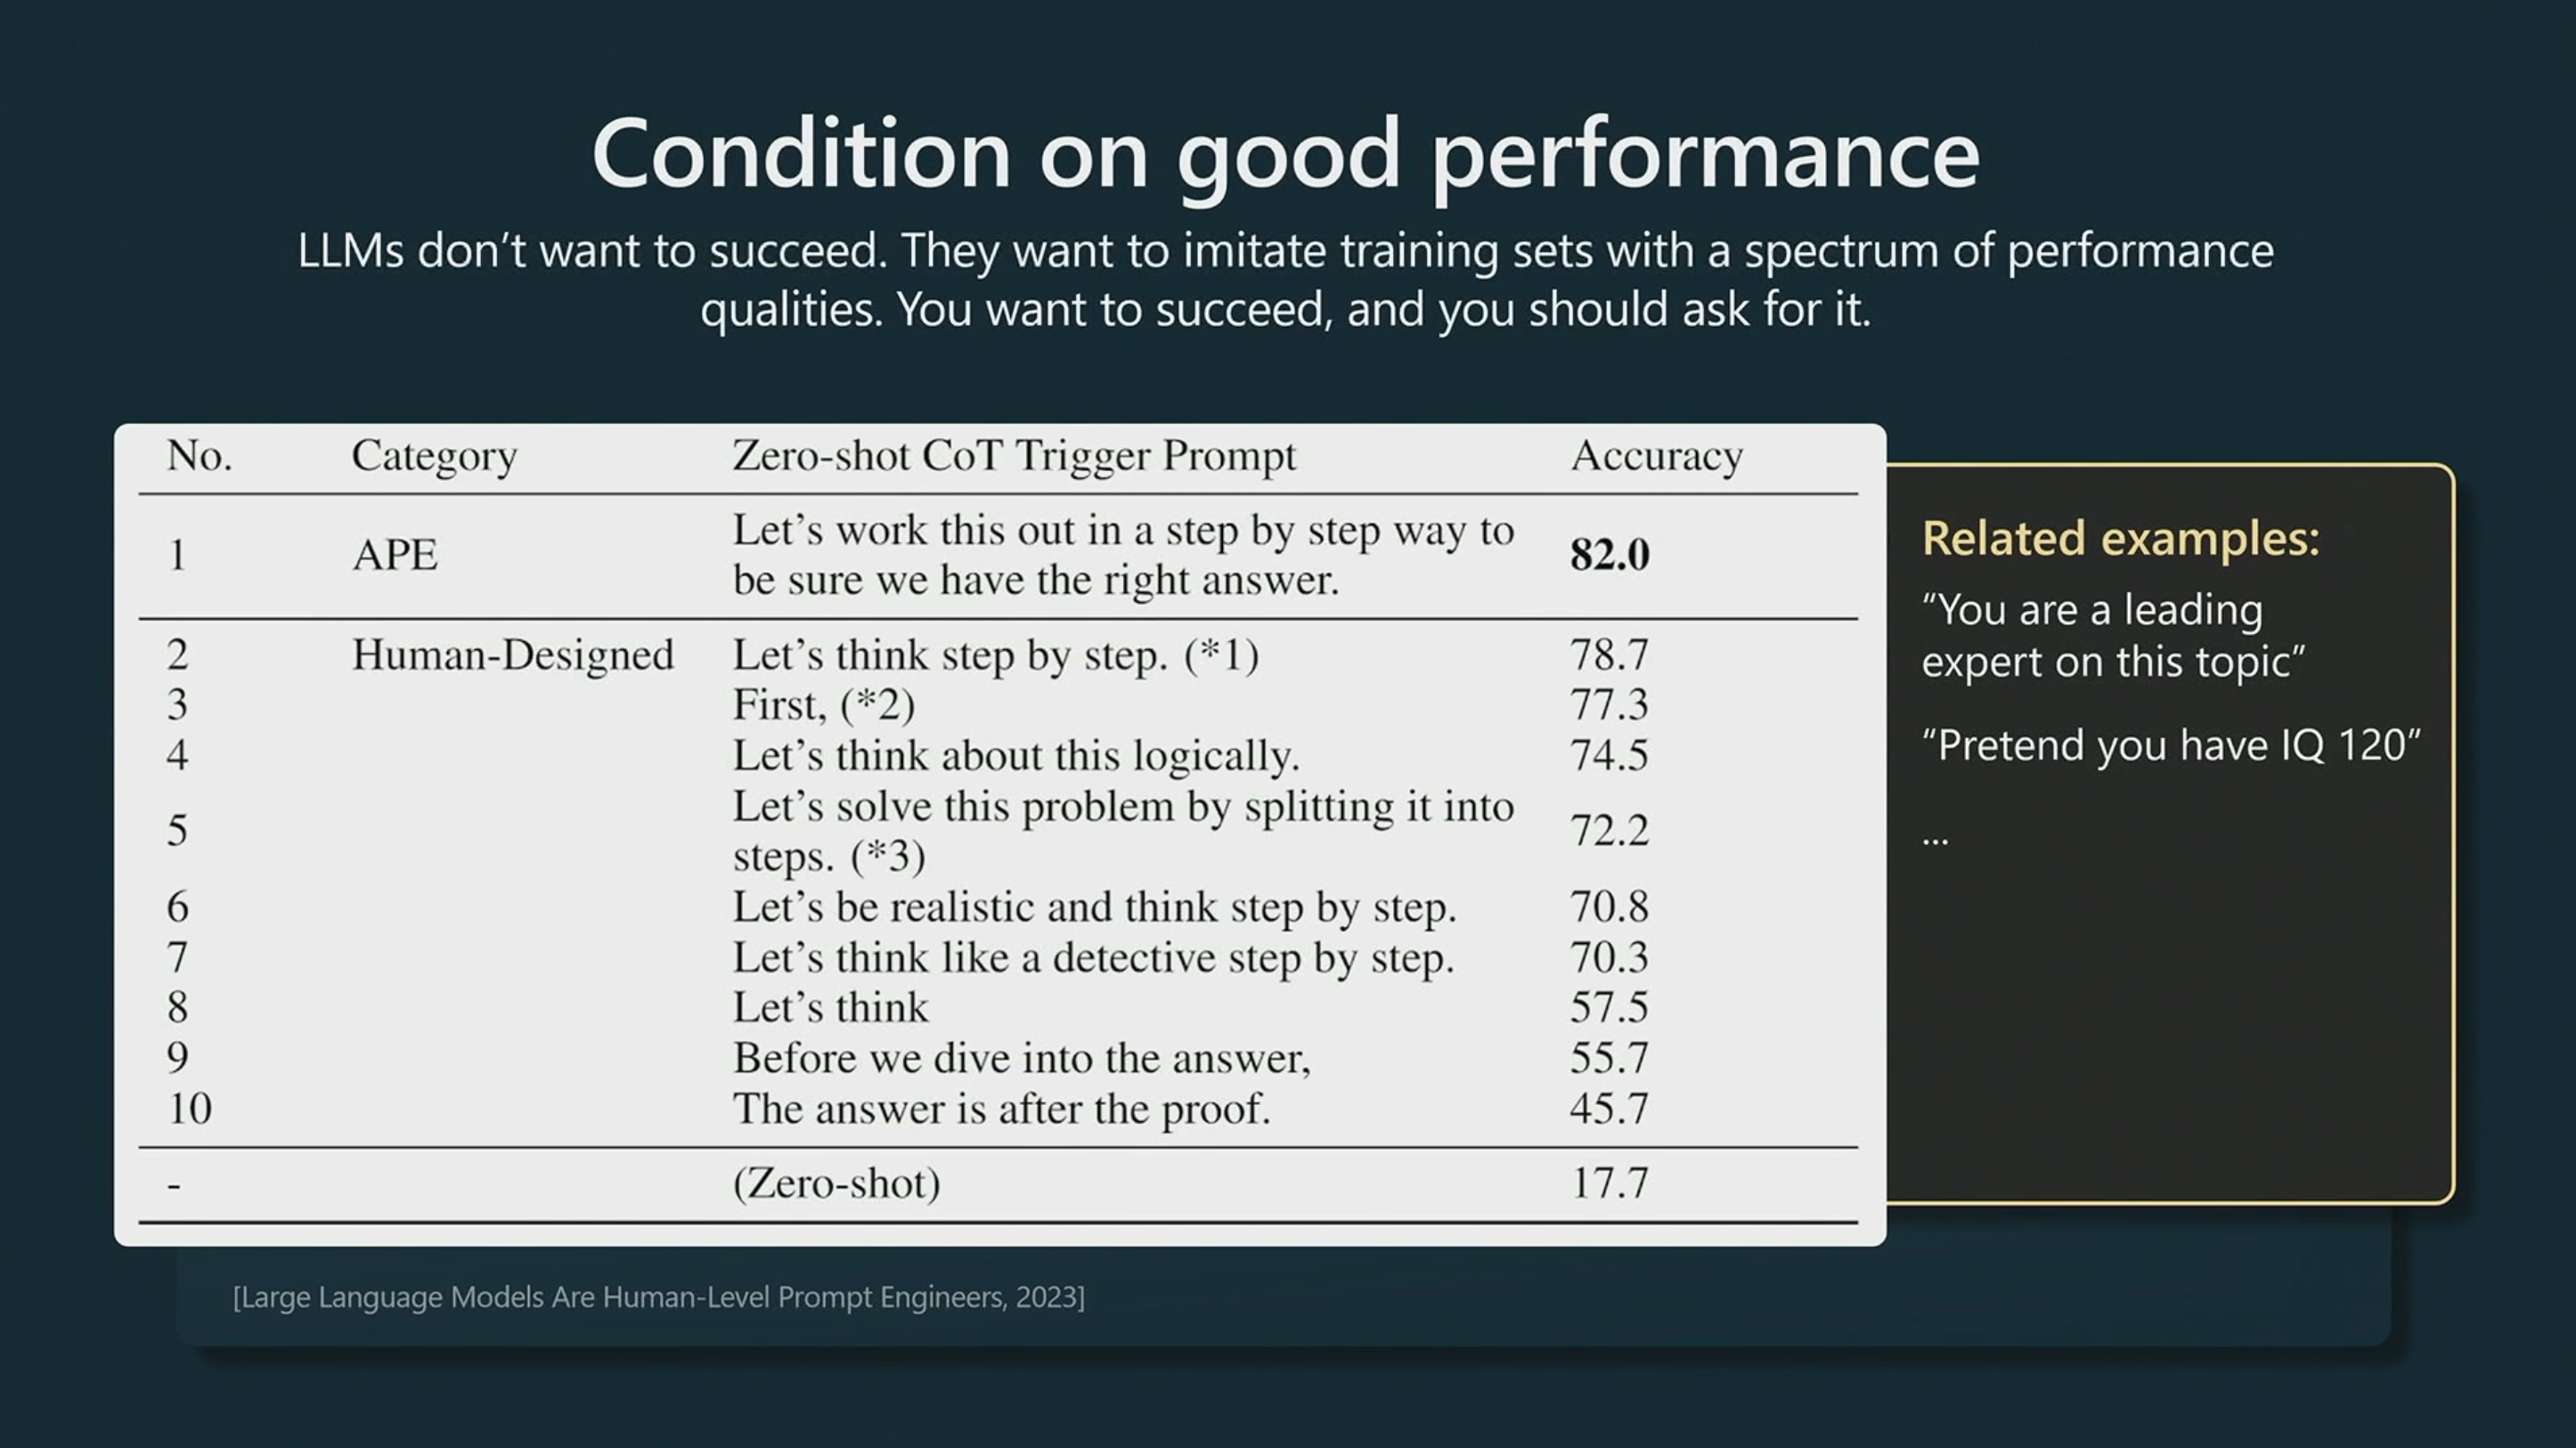 Condition on good performance
LLMs don’t want to succeed. They want to imitate training sets with a spectrum of performance
qualities. You want to succeed, and you should ask for it.
No. Category Zero-shot CoT Trigger Prompt Accuracy
1 APE Let’s work this out in a step by step way to
be sure we have the right answer. 82.0
2 Human-Designed Let’s think step by step. (*1) 78.7
3 First, (*2) 77.3
4 Let’s think about this logically. 74.5
5 Let’s solve this problem by splitting it into
steps. (*3) 72.2
6 Let’s be realistic and think step by step. 70.8
7 Let’s think like a detective step by step. 70.3
8 Let’s think 57.5
9 Before we dive into the answer, 55.7
10 The answer is after the proof. 45.7
- (Zero-shot) 17.7
Related examples:
“You are a leading
expert on this topic”
“Pretend you have IQ 120”
...
[Large Language Models Are Human-Level Prompt Engineers, 2023]